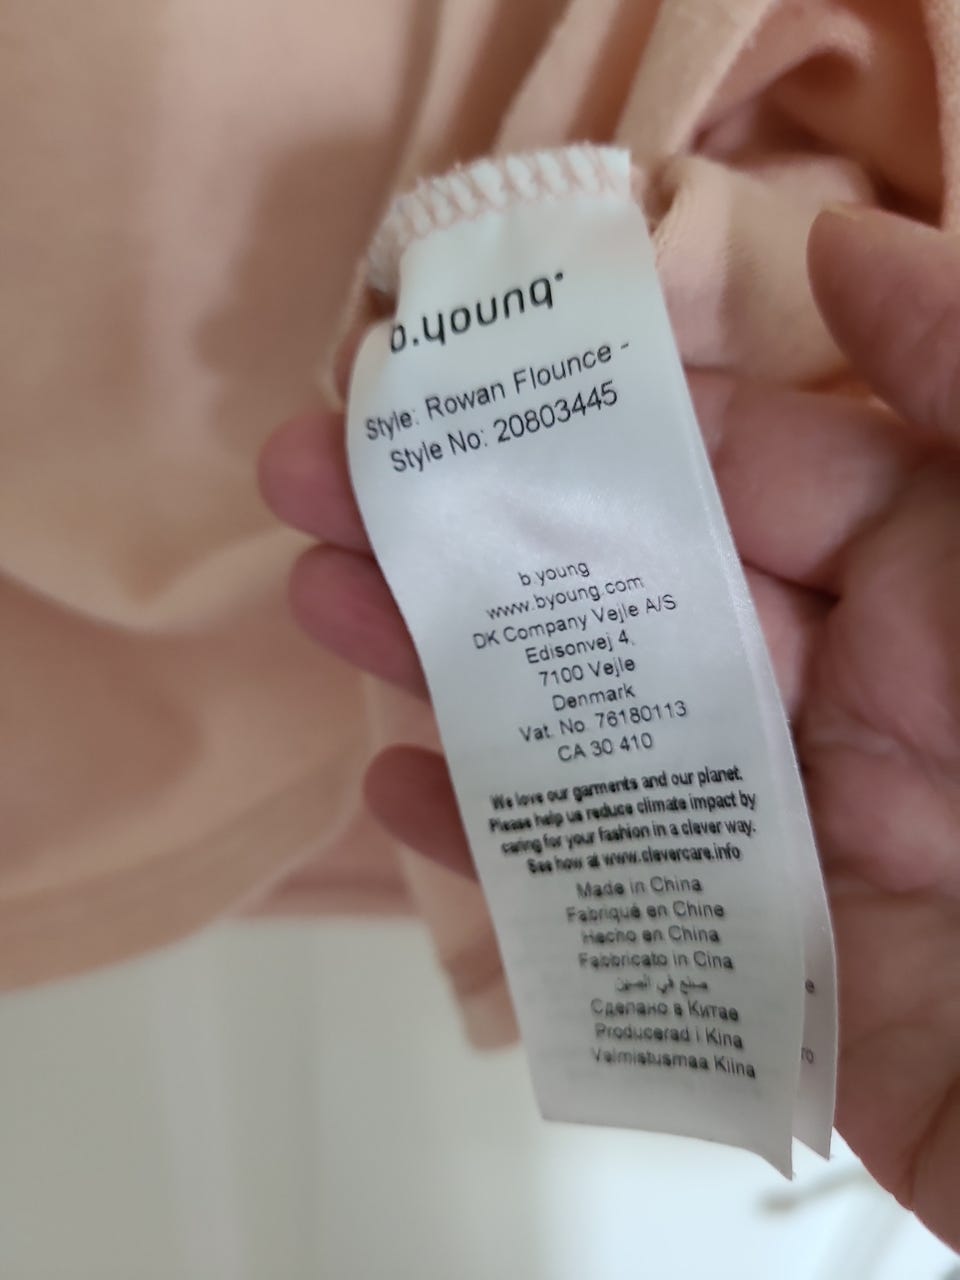 b.young
Style: Rowan Flounce -
Style No: 20803445
b.young
www.byoung.com
DK Company Vejle A/S
Edisonvej 4.
7100 Vejle
Denmark
Vat. No. 76180113
CA 30 410
We love our garments and our planet.
Please help us reduce climate impact by
caring for your fashion in a clever way.
See how at www.clevercare.info
Made in China
Fabriqué en Chine
Hecho en China
Fabbricato in Cina
صنع في الصين
Сделано в Китае
Producerad i Kina
Valmistusmaa Kiina